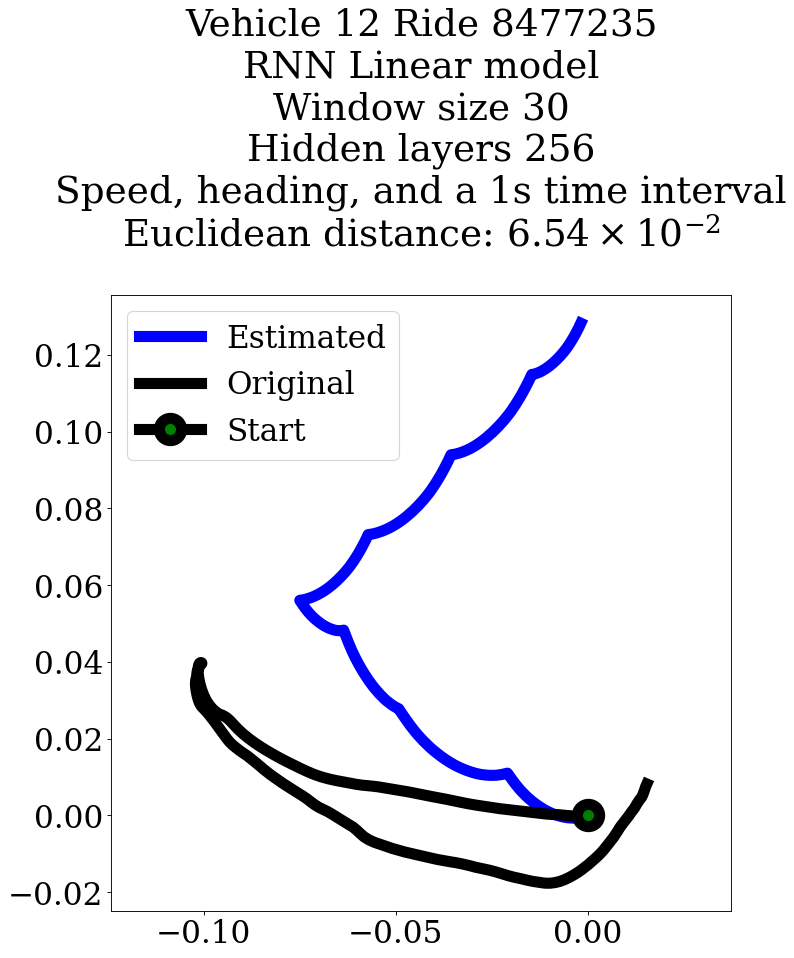 Vehicle 12 Ride 8477235
RNN Linear model
Window size 30
Hidden layers 256
Speed, heading, and a 1s time interval
Euclidean distance: 6.54 × 10⁻²
Estimated
Original
Start
0.12
0.10
0.08
0.06
0.04
0.02
0.00
−0.02
−0.10 −0.05 0.00